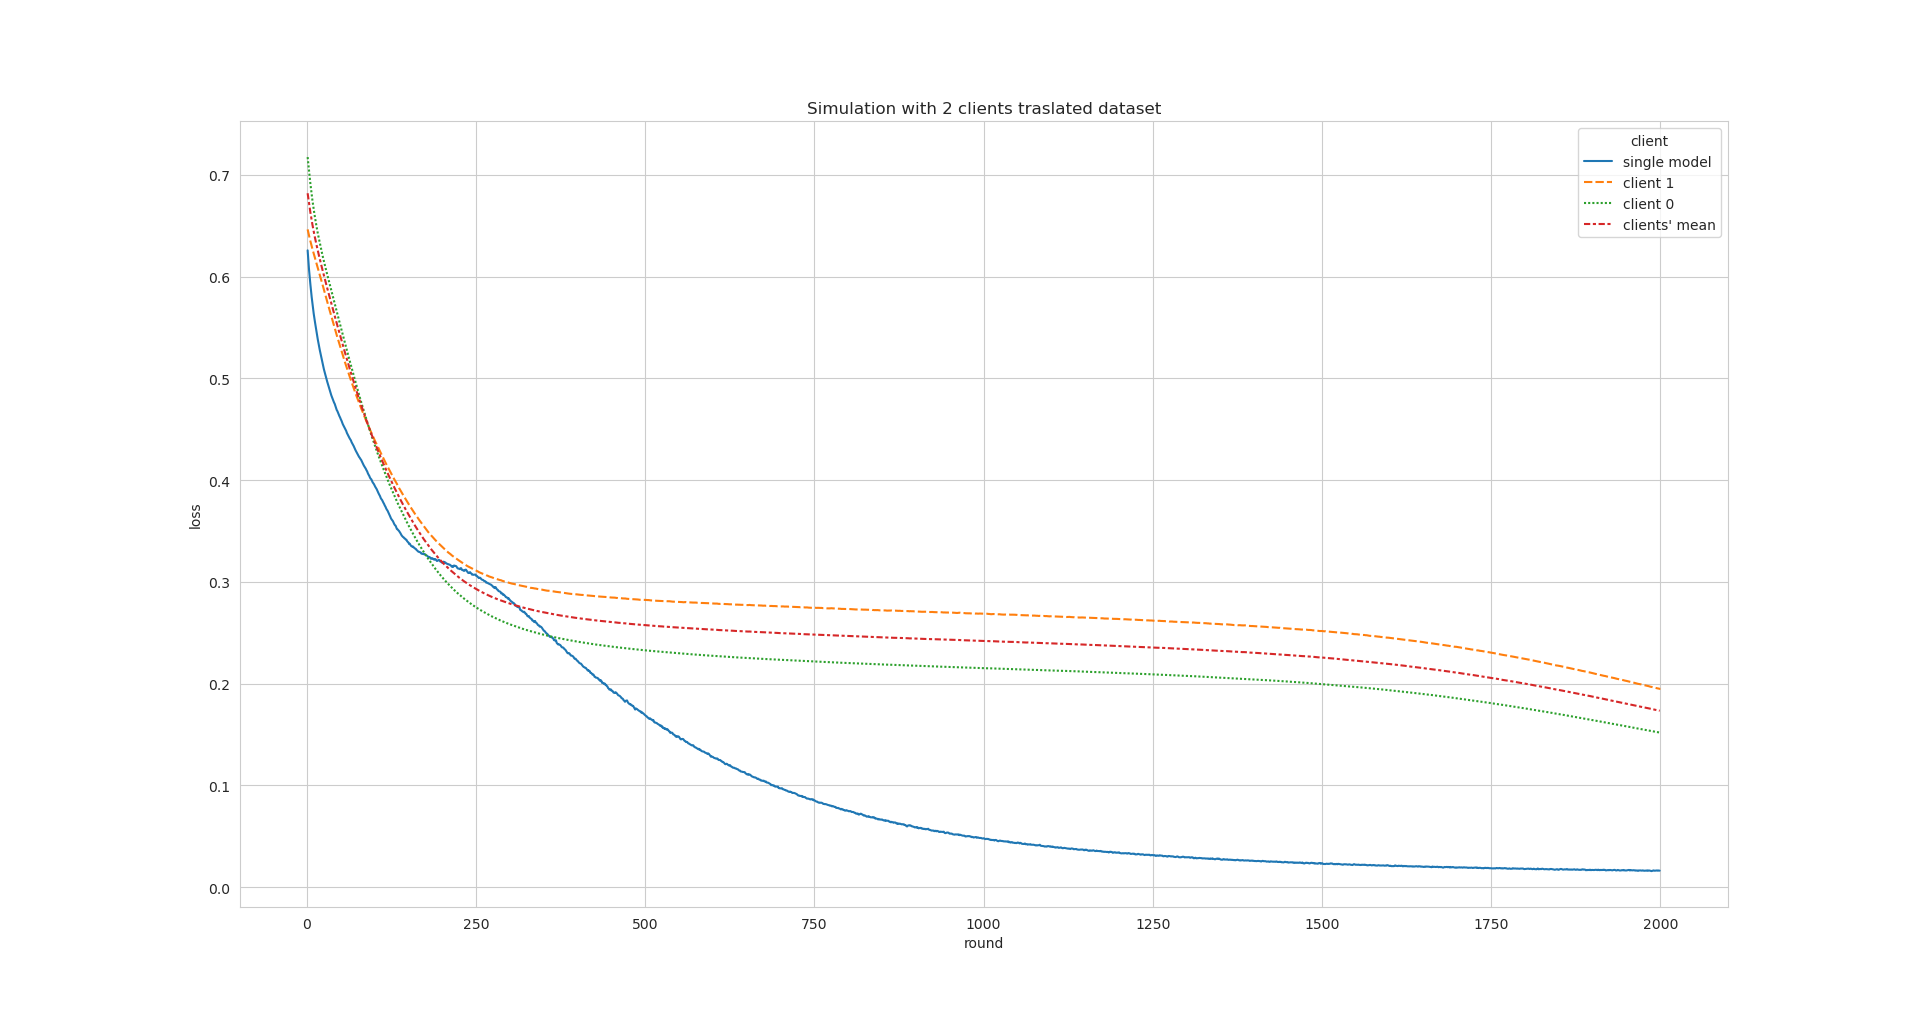 Simulation with 2 clients traslated dataset
client
single model
client 1
client 0
clients' mean
loss
0.7
0.6
0.5
0.4
0.3
0.2
0.1
0.0
0 250 500 750 1000 1250 1500 1750 2000
round